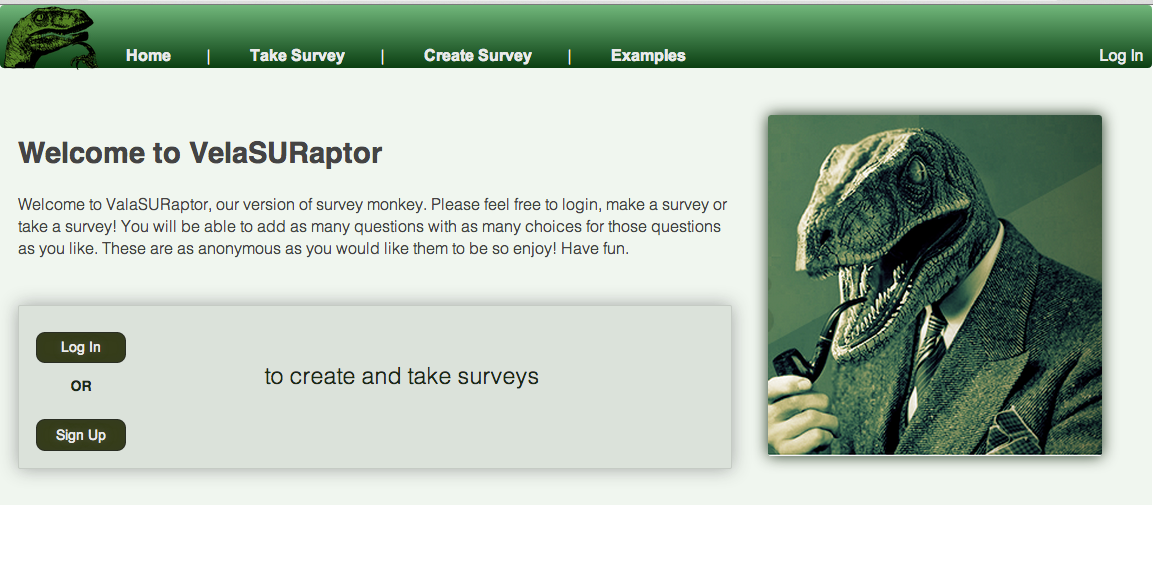 Home | Take Survey | Create Survey | Examples Log In
Welcome to VelaSURaptor
Welcome to ValaSURaptor, our version of survey monkey. Please feel free to login, make a survey or
take a survey! You will be able to add as many questions with as many choices for those questions
as you like. These are as anonymous as you would like them to be so enjoy! Have fun.
Log In
OR
to create and take surveys
Sign Up